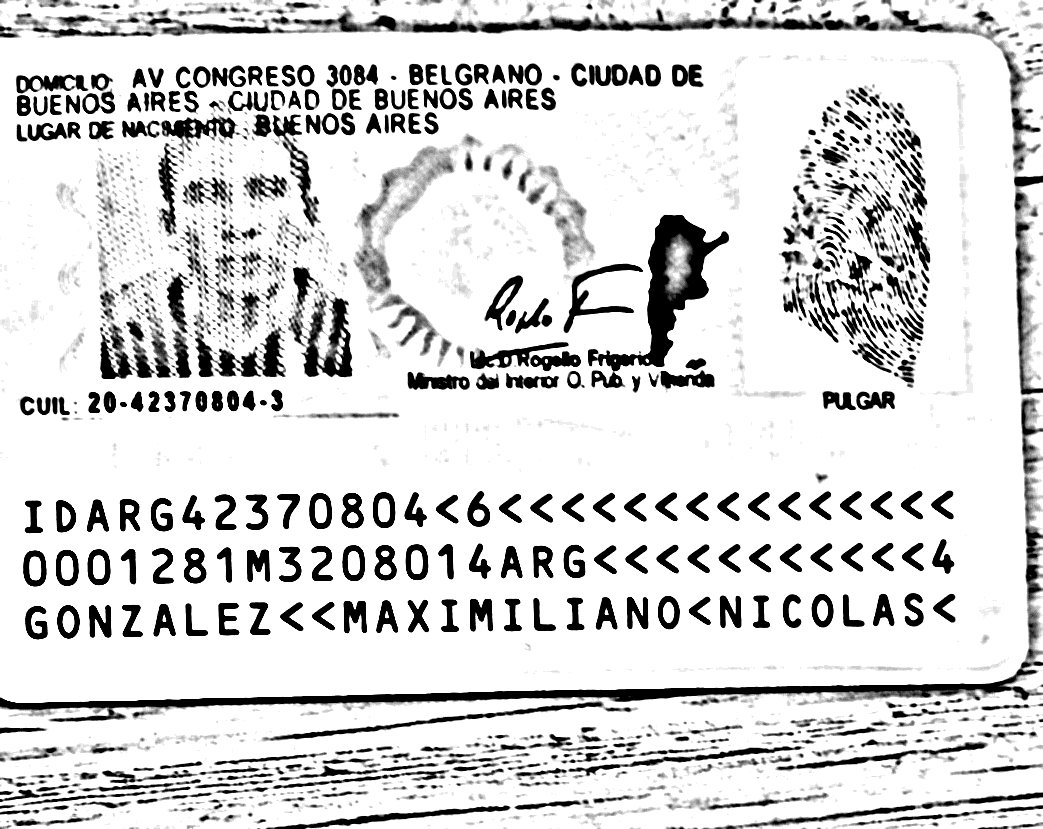 DOMICILIO: AV CONGRESO 3084 - BELGRANO - CIUDAD DE
BUENOS AIRES - CIUDAD DE BUENOS AIRES
LUGAR DE NACIMIENTO: BUENOS AIRES
Lic. D Rogelio Frigerio
Ministro del Interior O. Pub. y Vivienda
CUIL: 20-42370804-3
PULGAR
IDARG42370804<6<<<<<<<<<<<<<<<
0001281M3208014ARG<<<<<<<<<<<4
GONZALEZ<<MAXIMILIANO<NICOLAS<